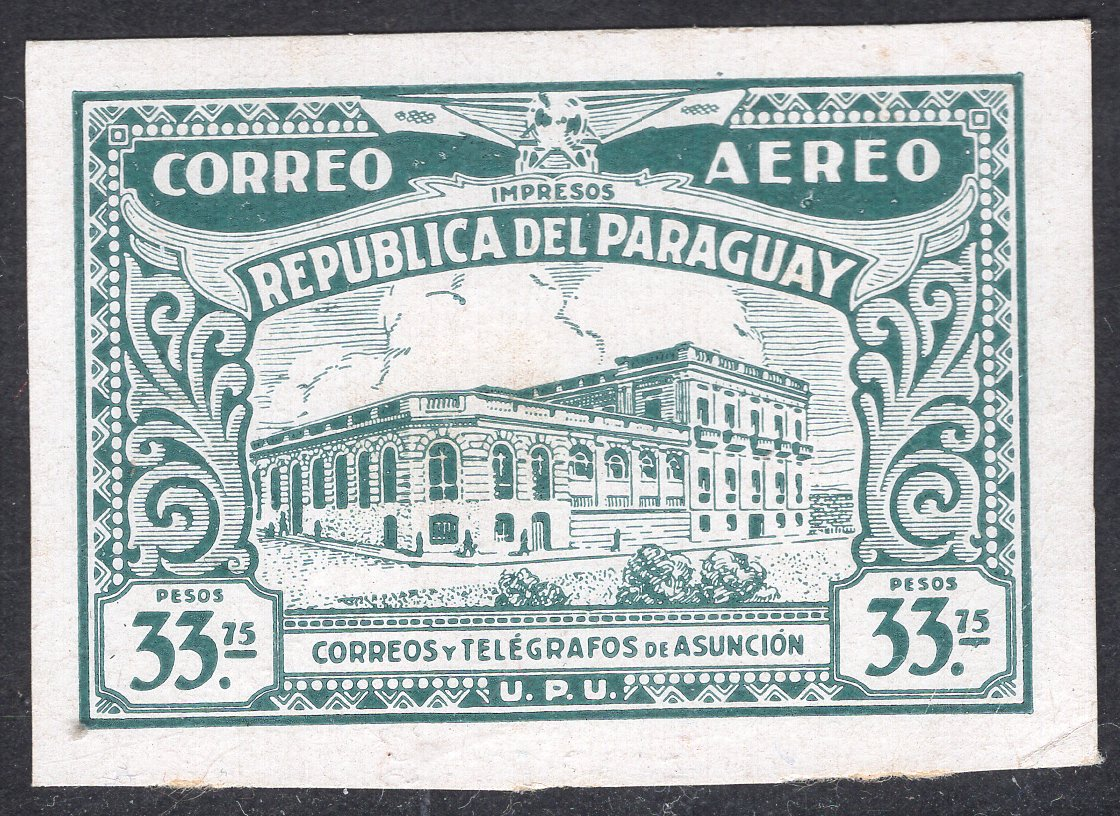 CORREO AEREO
IMPRESOS
REPUBLICA DEL PARAGUAY
PESOS
33.75
PESOS
33.75
CORREOS Y TELÉGRAFOS DE ASUNCIÓN
U. P. U.